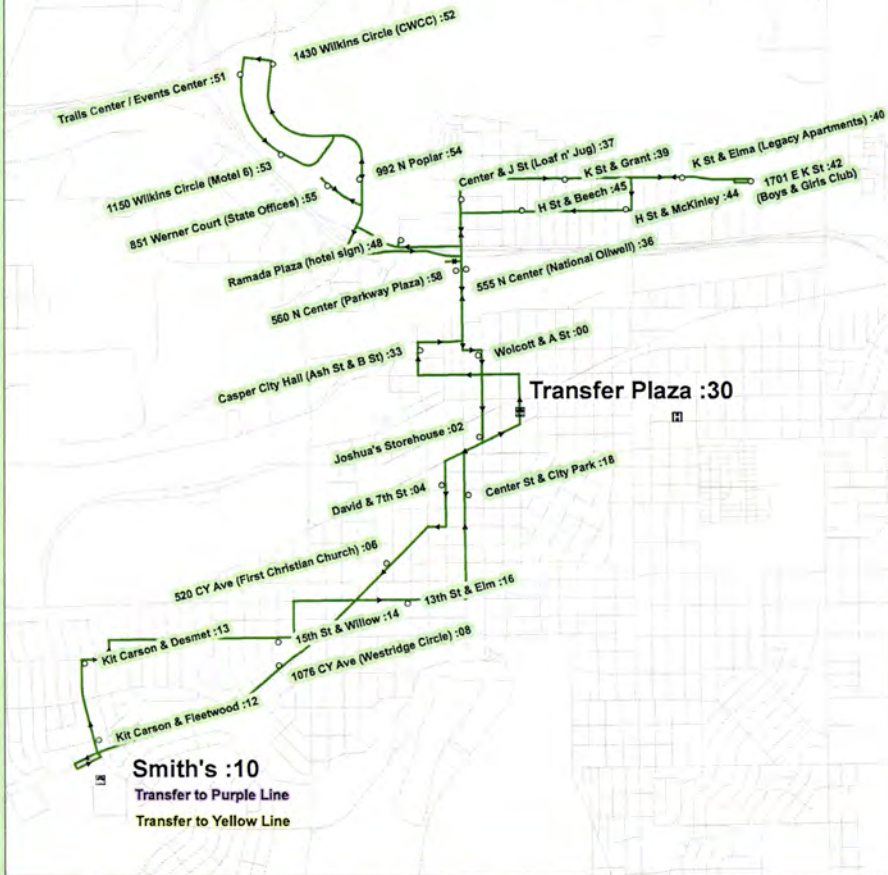 1430 Wilkins Circle (CWCC) :52
Trails Center / Events Center :51
1150 Wilkins Circle (Motel 6) :53
992 N Poplar :54
851 Werner Court (State Offices) :55
Center & J St (Loaf n' Jug) :37
K St & Grant :39
K St & Elma (Legacy Apartments) :40
1701 E K St :42
(Boys & Girls Club)
H St & Beech :45
H St & McKinley :44
Ramada Plaza (hotel sign) :48
555 N Center (National Oilwell) :36
560 N Center (Parkway Plaza) :58
Wolcott & A St :00
Casper City Hall (Ash St & B St) :33
Transfer Plaza :30
H
Joshua's Storehouse :02
David & 7th St :04
Center St & City Park :18
520 CY Ave (First Christian Church) :06
13th St & Elm :16
15th St & Willow :14
Kit Carson & Desmet :13
1076 CY Ave (Westridge Circle) :08
Kit Carson & Fleetwood :12
Smith's :10
Transfer to Purple Line
Transfer to Yellow Line